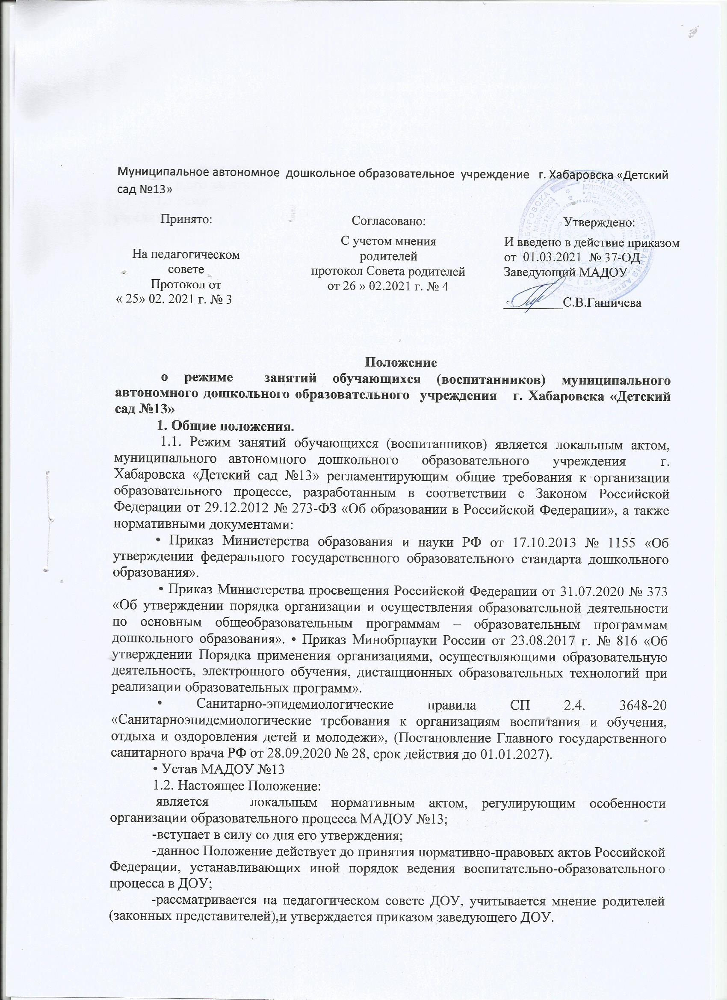 Муниципальное автономное дошкольное образовательное учреждение г. Хабаровска «Детский
сад №13»
Принято:
На педагогическом
совете
Протокол от
« 25» 02. 2021 г. № 3
Согласовано:
С учетом мнения
родителей
протокол Совета родителей
от 26 » 02.2021 г. № 4
Утверждено:
И введено в действие приказом
от 01.03.2021 № 37-ОД
Заведующий МАДОУ
__________С.В.Гашичева
Положение
о режиме занятий обучающихся (воспитанников) муниципального
автономного дошкольного образовательного учреждения г. Хабаровска «Детский
сад №13»
1. Общие положения.
1.1. Режим занятий обучающихся (воспитанников) является локальным актом,
муниципального автономного дошкольного образовательного учреждения г.
Хабаровска «Детский сад №13» регламентирующим общие требования к организации
образовательного процессе, разработанным в соответствии с Законом Российской
Федерации от 29.12.2012 № 273-ФЗ «Об образовании в Российской Федерации», а также
нормативными документами:
• Приказ Министерства образования и науки РФ от 17.10.2013 № 1155 «Об
утверждении федерального государственного образовательного стандарта дошкольного
образования».
• Приказ Министерства просвещения Российской Федерации от 31.07.2020 № 373
«Об утверждении порядка организации и осуществления образовательной деятельности
по основным общеобразовательным программам – образовательным программам
дошкольного образования». • Приказ Минобрнауки России от 23.08.2017 г. № 816 «Об
утверждении Порядка применения организациями, осуществляющими образовательную
деятельность, электронного обучения, дистанционных образовательных технологий при
реализации образовательных программ».
• Санитарно-эпидемиологические правила СП 2.4. 3648-20
«Санитарноэпидемиологические требования к организациям воспитания и обучения,
отдыха и оздоровления детей и молодежи», (Постановление Главного государственного
санитарного врача РФ от 28.09.2020 № 28, срок действия до 01.01.2027).
• Устав МАДОУ №13
1.2. Настоящее Положение:
является локальным нормативным актом, регулирующим особенности
организации образовательного процесса МАДОУ №13;
-вступает в силу со дня его утверждения;
-данное Положение действует до принятия нормативно-правовых актов Российской
Федерации, устанавливающих иной порядок ведения воспитательно-образовательного
процесса в ДОУ;
-рассматривается на педагогическом совете ДОУ, учитывается мнение родителей
(законных представителей),и утверждается приказом заведующего ДОУ.